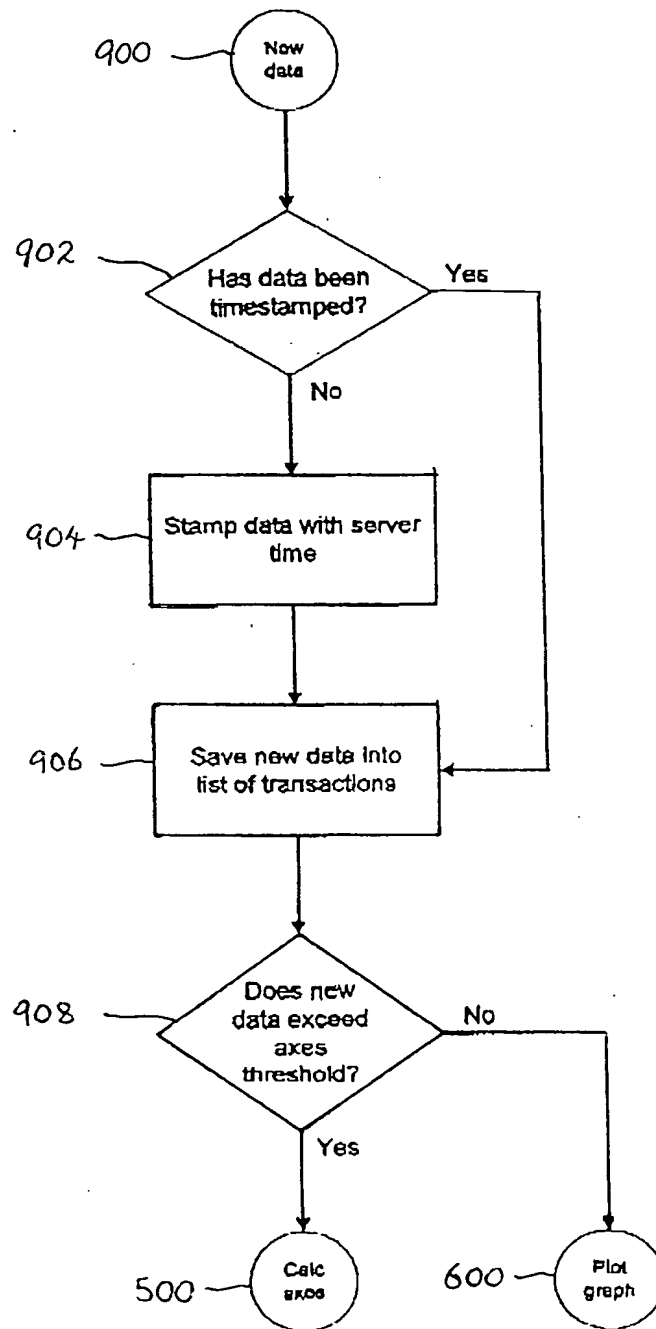 900
New
data
902
Has data been
timestamped?
Yes
No
904
Stamp data with server
time
906
Save new data into
list of transactions
908
Does new
data exceed
axes
threshold?
No
Yes
500
Calc
axes
600
Plot
graph